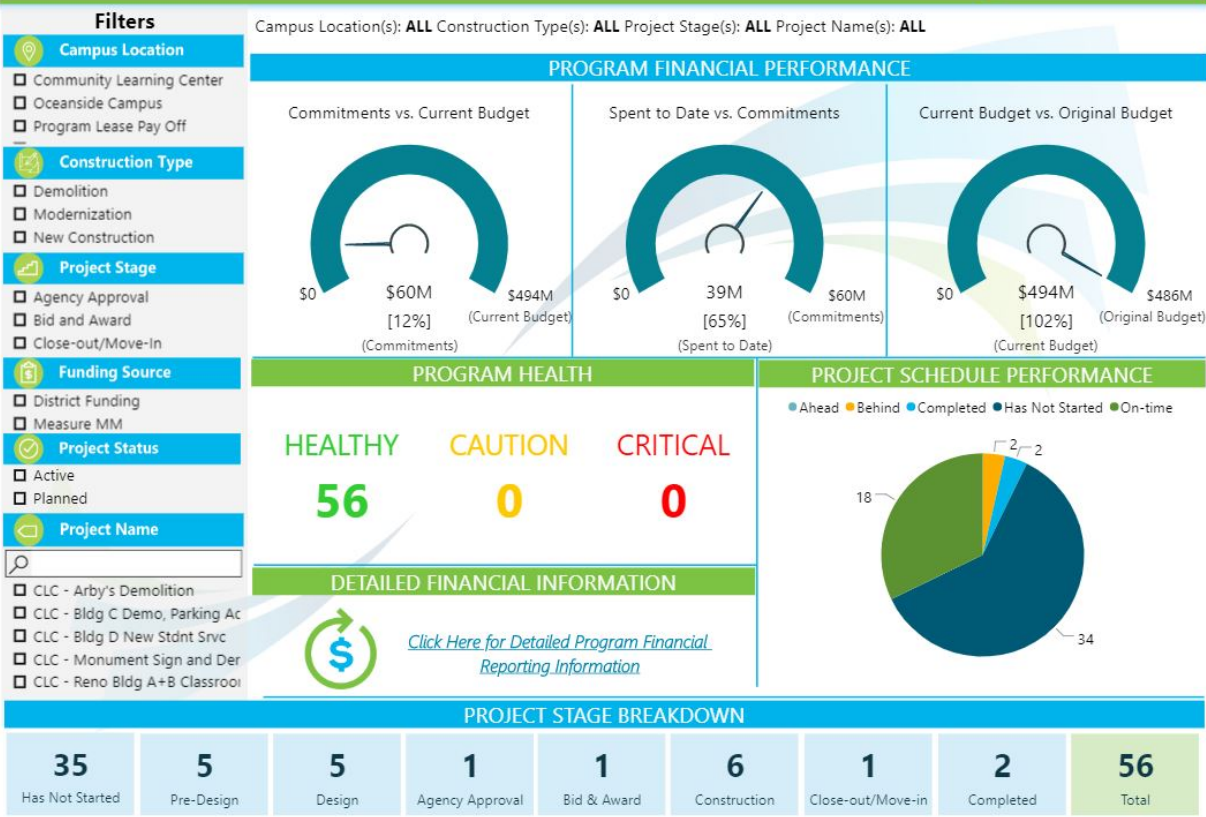 Filters
Campus Location
Community Learning Center
Oceanside Campus
Program Lease Pay Off
Construction Type
Demolition
Modernization
New Construction
Project Stage
Agency Approval
Bid and Award
Close-out/Move-In
Funding Source
District Funding
Measure MM
Project Status
Active
Planned
Project Name
CLC - Arby's Demolition
CLC - Bldg C Demo, Parking Ac
CLC - Bldg D New Stdnt Srvc
CLC - Monument Sign and Der
CLC - Reno Bldg A+B Classroo
Campus Location(s): ALL Construction Type(s): ALL Project Stage(s): ALL Project Name(s): ALL
PROGRAM FINANCIAL PERFORMANCE
Commitments vs. Current Budget
$0
$60M
$494M
[12%]
(Current Budget)
(Commitments)
Spent to Date vs. Commitments
$0
39M
$60M
[65%]
(Commitments)
(Spent to Date)
Current Budget vs. Original Budget
$0
$494M
$486M
[102%]
(Original Budget)
(Current Budget)
PROGRAM HEALTH
HEALTHY CAUTION CRITICAL
56 0 0
DETAILED FINANCIAL INFORMATION
$
Click Here for Detailed Program Financial
Reporting Information
PROJECT SCHEDULE PERFORMANCE
Ahead Behind Completed Has Not Started On-time
2
2
18
34
PROJECT STAGE BREAKDOWN
35 5 5 1 1 6 1 2 56
Has Not Started Pre-Design Design Agency Approval Bid & Award Construction Close-out/Move-in Completed Total